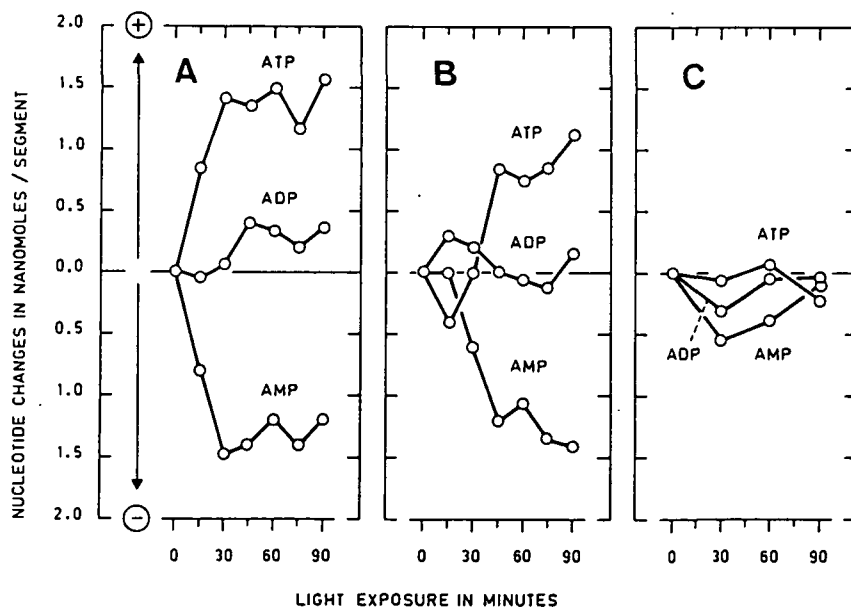 NUCLEOTIDE CHANGES IN NANOMOLES / SEGMENT
2.0
1.5
1.0
0.5
0.0
0.5
1.0
1.5
2.0
+
−
A
ATP
ADP
AMP
0 30 60 90
B
ATP
ADP
AMP
0 30 60 90
C
ATP
ADP
AMP
0 30 60 90
LIGHT EXPOSURE IN MINUTES